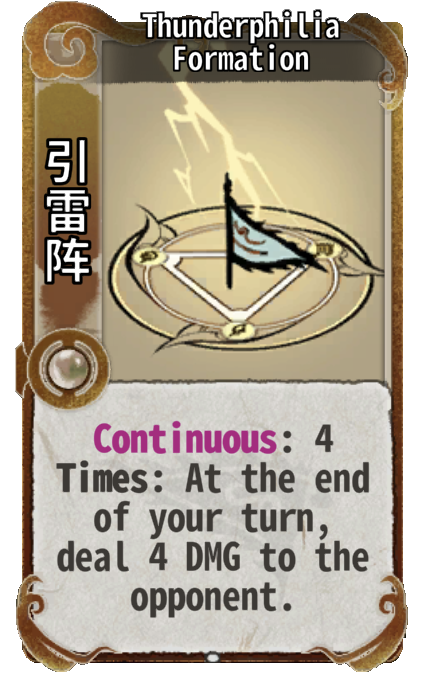 Thunderphilia
Formation
引雷阵
Continuous: 4
Times: At the end
of your turn,
deal 4 DMG to the
opponent.